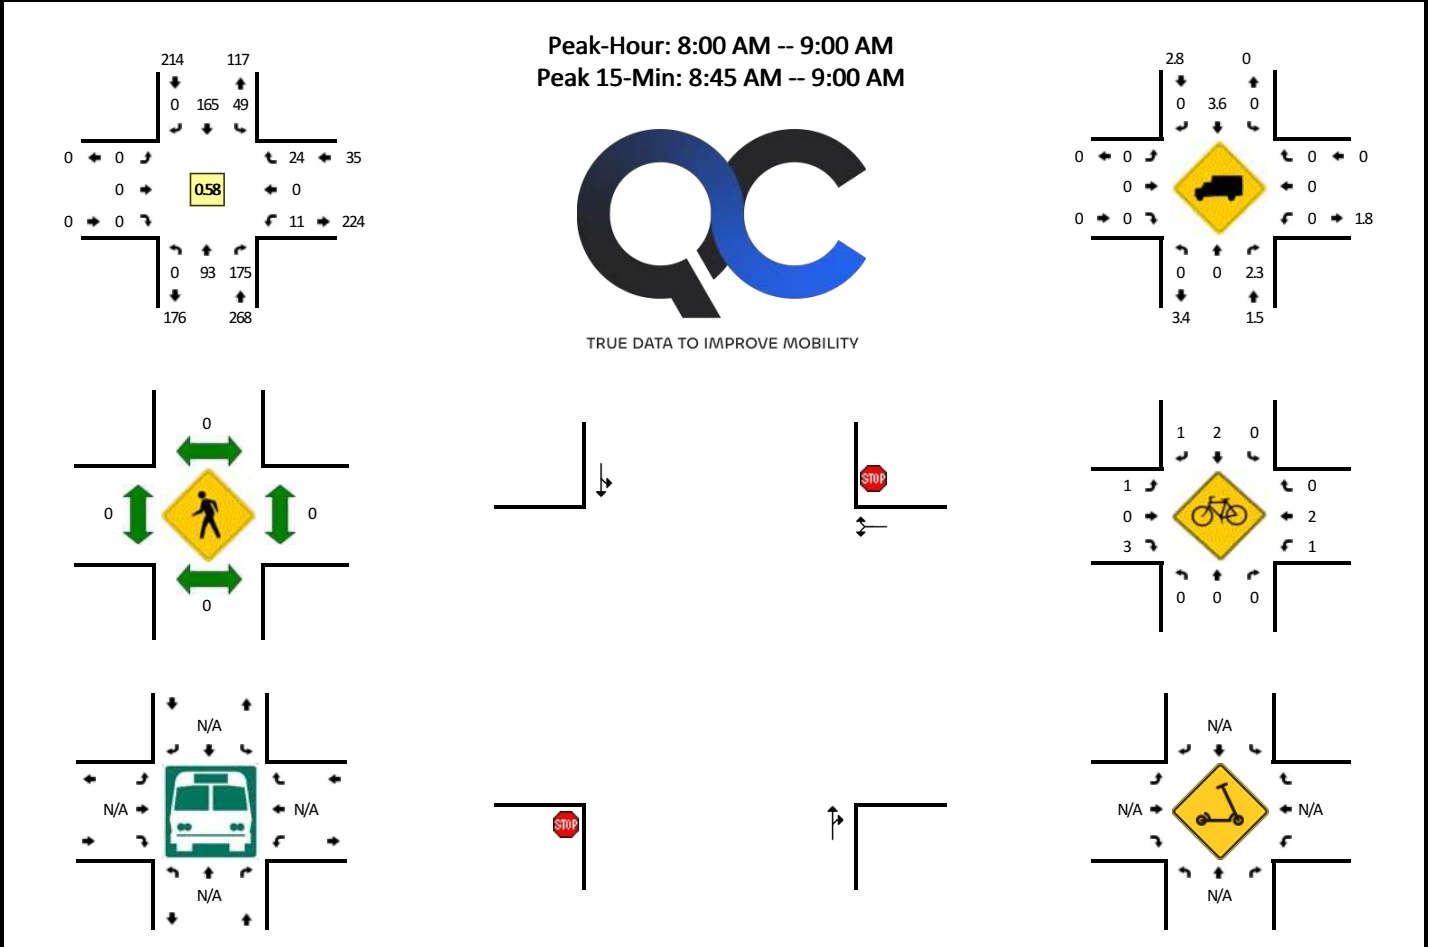 Peak-Hour: 8:00 AM -- 9:00 AM
Peak 15-Min: 8:45 AM -- 9:00 AM
214 117
0 165 49
0 0 24 35
0 0.58 0
0 0 11 224
0 93 175
176 268
TRUE DATA TO IMPROVE MOBILITY
2.8 0
0 3.6 0
0 0 0 0
0 0
0 0 0 1.8
0 0 2.3
3.4 1.5
0
0 0
0
STOP
STOP
1 2 0
1 0
0 2
3 1
0 0 0
N/A
N/A N/A
N/A
N/A
N/A N/A
N/A